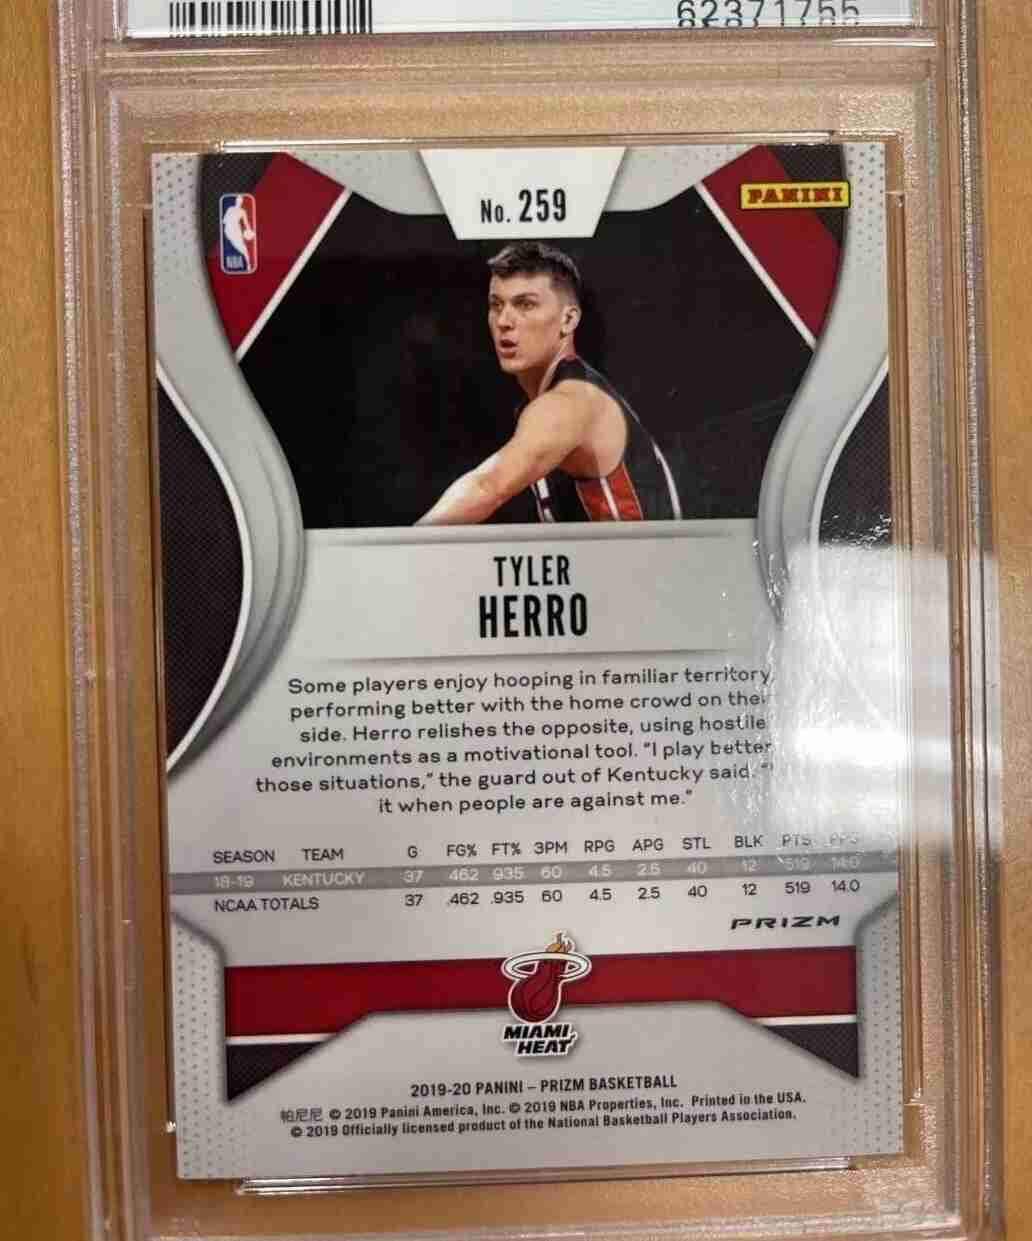 62371755
No. 259
PANINI
NBA
TYLER
HERRO
Some players enjoy hooping in familiar territory,
performing better with the home crowd on their
side. Herro relishes the opposite, using hostile
environments as a motivational tool. "I play better
those situations," the guard out of Kentucky said. "
it when people are against me."
SEASON TEAM G FG% FT% 3PM RPG APG STL BLK PTS PPG
18-19 KENTUCKY 37 .462 .935 60 4.5 2.5 40 12 519 14.0
NCAA TOTALS 37 .462 .935 60 4.5 2.5 40 12 519 14.0
PRIZM
MIAMI
HEAT
2019-20 PANINI – PRIZM BASKETBALL
帕尼尼 © 2019 Panini America, Inc. © 2019 NBA Properties, Inc. Printed in the USA.
© 2019 Officially licensed product of the National Basketball Players Association.